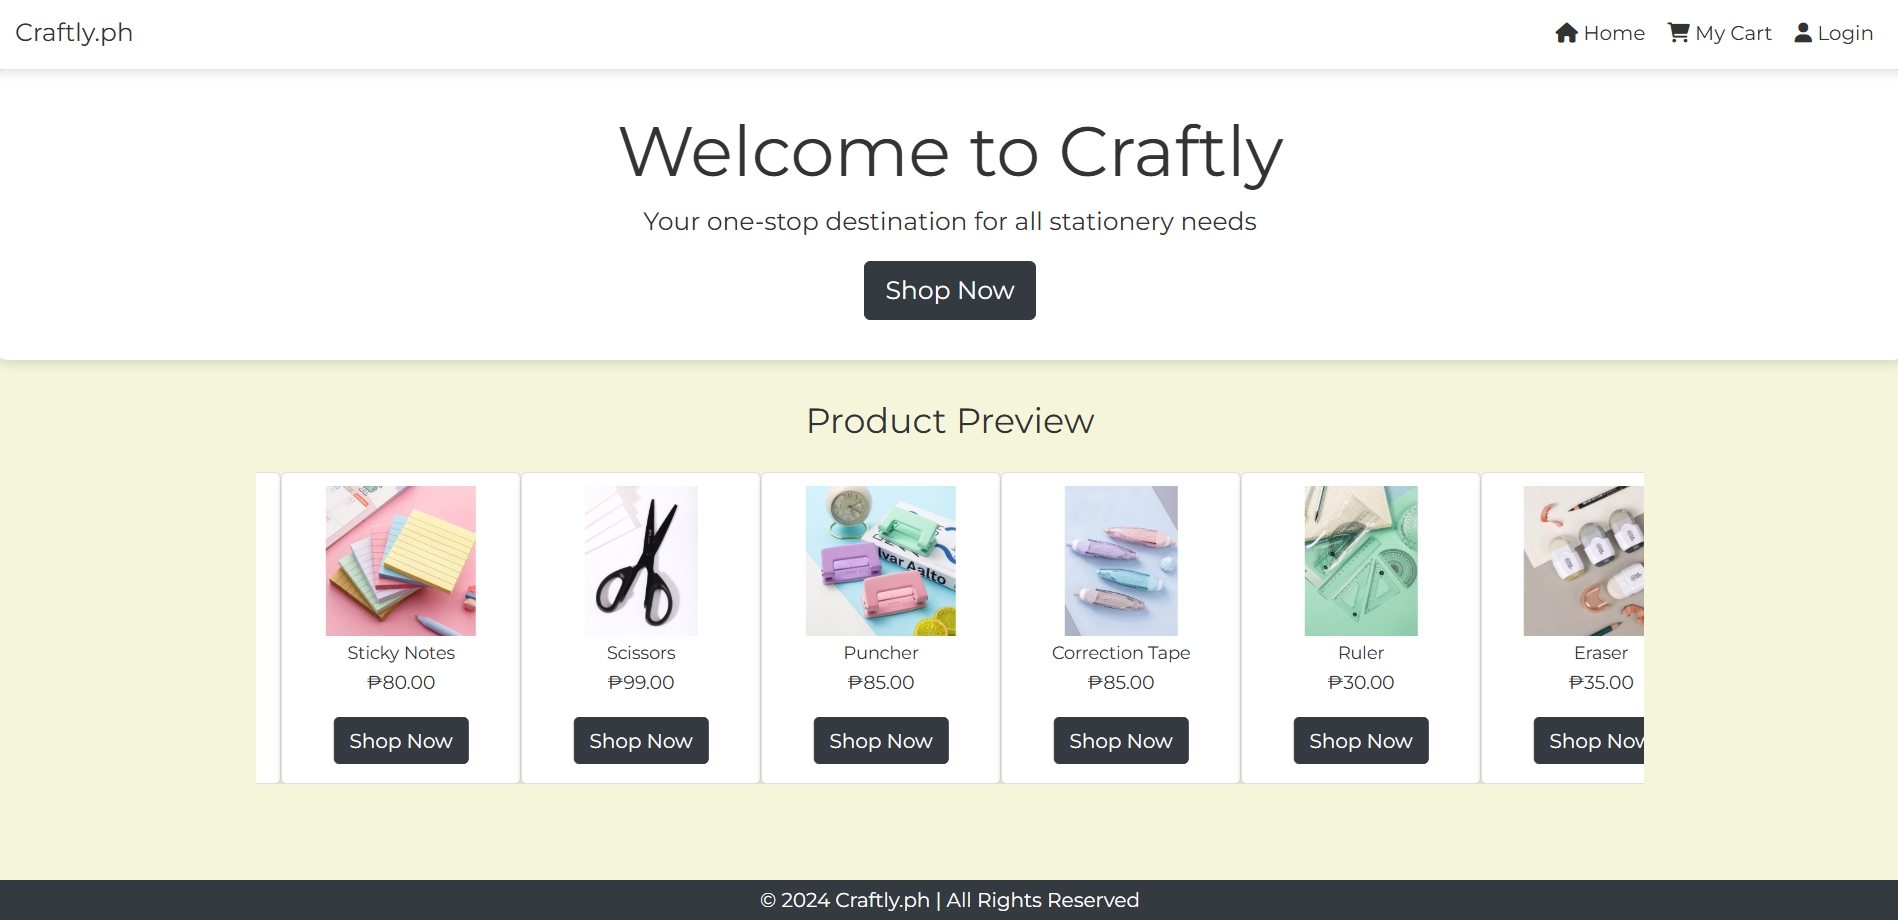 Craftly.ph
Home My Cart Login
Welcome to Craftly
Your one-stop destination for all stationery needs
Shop Now
Product Preview
Ivar Aalto
Sticky Notes
₱80.00
Shop Now
Scissors
₱99.00
Shop Now
Puncher
₱85.00
Shop Now
Correction Tape
₱85.00
Shop Now
Ruler
₱30.00
Shop Now
Eraser
₱35.00
Shop Now
© 2024 Craftly.ph | All Rights Reserved